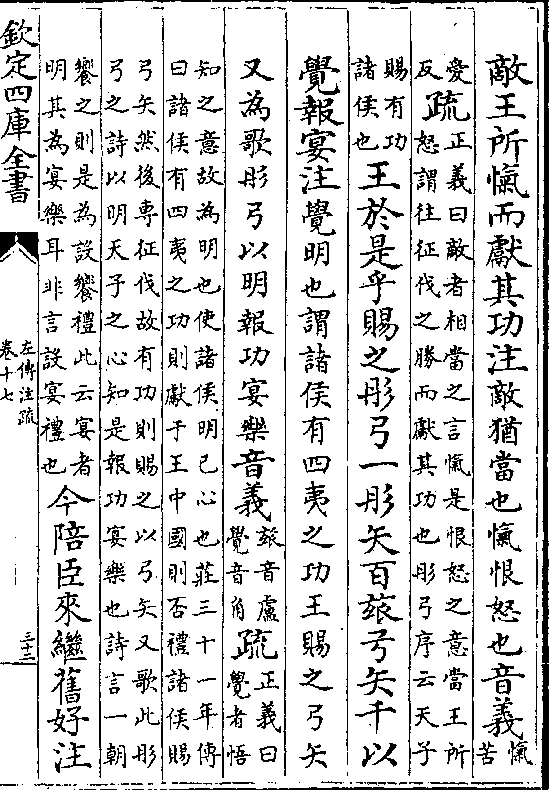 敵王所愾而獻其功注敵猶當也愾恨怒也音義愾苦
愛反疏正義曰敵者相當之言愾是恨怒之意當王所
怒謂往征伐之勝而獻其功也彤弓序云天子
賜有功諸侯也王於是乎賜之彤弓一彤矢百玈弓矢千以
覺報宴注覺明也謂諸侯有四夷之功王賜之弓矢
又為歌彤弓以明報功宴樂音義玈音盧覺音角疏正義曰覺者悟
知之意故為明也使諸侯明已心也莊三十一年傳
曰諸侯有四夷之功則獻于王中國則否禮諸侯賜
弓矢然後專征伐故有功則賜之以弓矢又歌此彤
弓之詩以明天子之心知是報功宴樂也詩言一朝
饗之則是為設饗禮此云宴者
明其為宴樂耳非言設宴禮也今陪臣來繼舊好注
欽定四庫全書
左傳注疏
卷十七
三十二